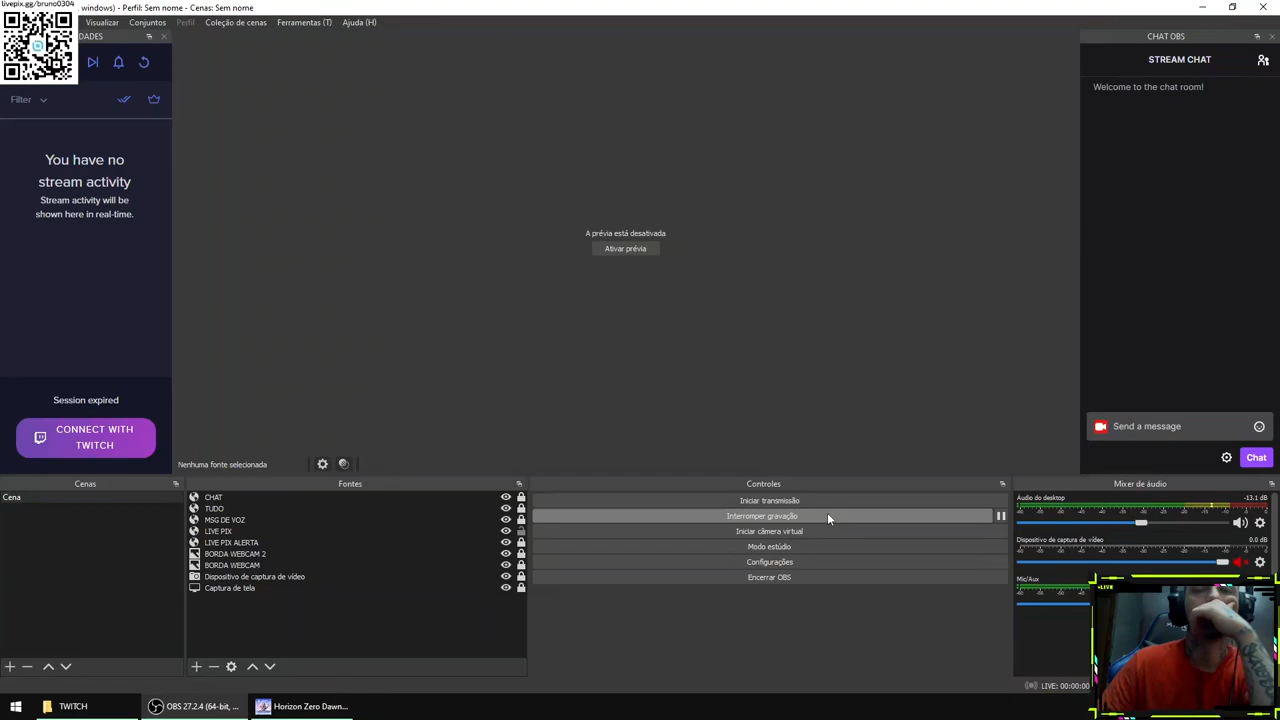 livepix.gg/bruno0304
windows) - Perfil: Sem nome - Cenas: Sem nome
Visualizar Conjuntos Perfil Coleção de cenas Ferramentas (T) Ajuda (H)
DADES
Filter
You have no
stream activity
Stream activity will be
shown here in real-time.
Session expired
CONNECT WITH
TWITCH
A prévia está desativada
Ativar prévia
Nenhuma fonte selecionada
CHAT OBS
STREAM CHAT
Welcome to the chat room!
Send a message
Chat
Cenas
Cena
Fontes
CHAT
TUDO
MSG DE VOZ
LIVE PIX
LIVE PIX ALERTA
BORDA WEBCAM 2
BORDA WEBCAM
Dispositivo de captura de vídeo
Captura de tela
Controles
Iniciar transmissão
Interromper gravação
Iniciar câmera virtual
Modo estúdio
Configurações
Encerrar OBS
Mixer de áudio
Áudio do desktop -13.1 dB
Dispositivo de captura de vídeo 0.0 dB
Mic/Aux
LIVE
LIVE: 00:00:00
TWITCH
OBS 27.2.4 (64-bit, ...
Horizon Zero Dawn...